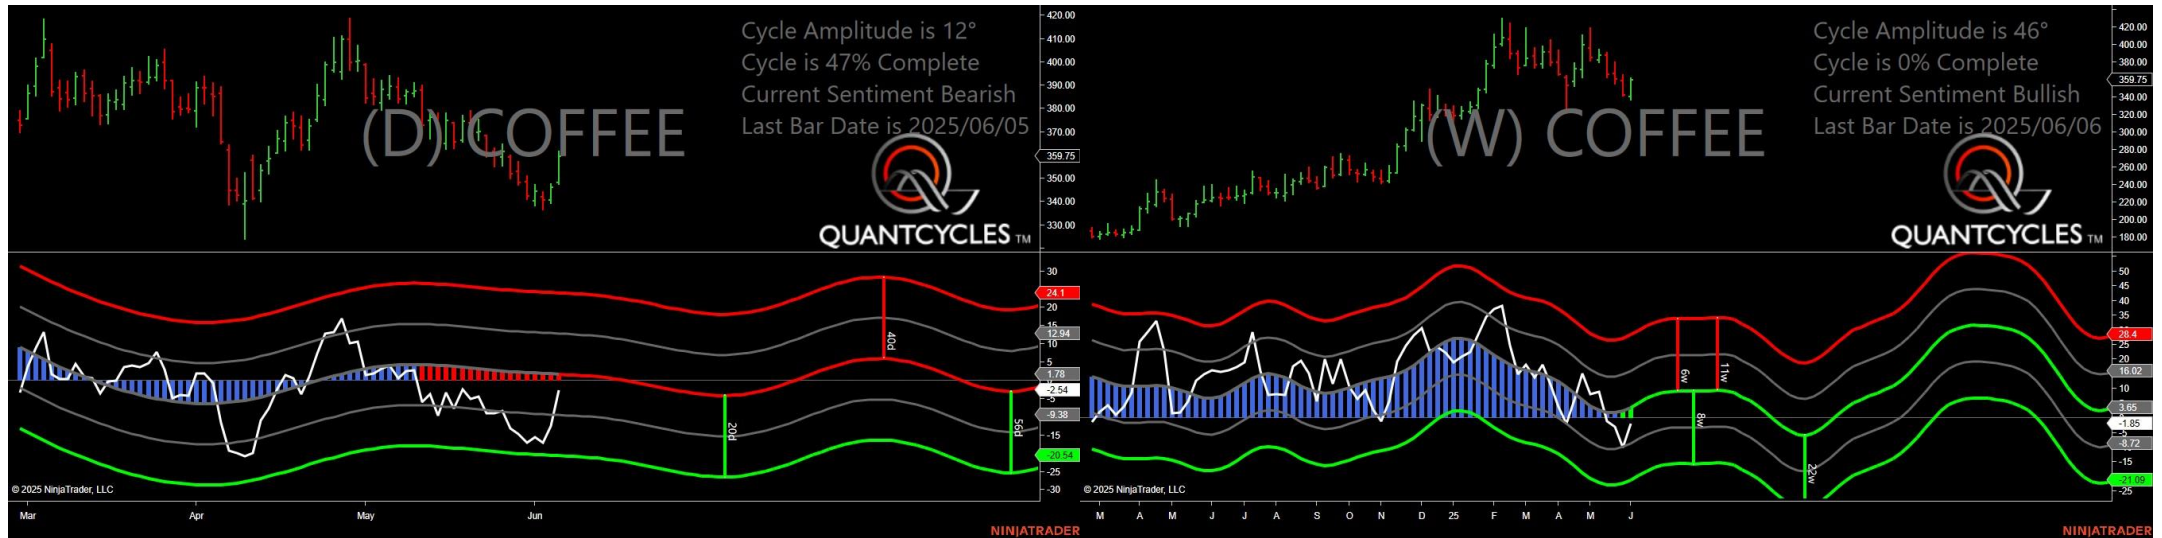 Cycle Amplitude is 12°
Cycle is 47% Complete
Current Sentiment Bearish
Last Bar Date is 2025/06/05
(D) COFFEE
QUANTCYCLES TM
420.00
410.00
400.00
390.00
380.00
370.00
359.75
350.00
340.00
330.00
30
24.1
20
12.94
10
5
1.78
-2.54
-5
-9.38
-15
-20.54
-25
-30
40d
20d
56d
© 2025 NinjaTrader, LLC
Mar Apr May Jun
NINJATRADER
Cycle Amplitude is 46°
Cycle is 0% Complete
Current Sentiment Bullish
Last Bar Date is 2025/06/06
(W) COFFEE
QUANTCYCLES TM
420.00
400.00
380.00
359.75
340.00
320.00
300.00
280.00
260.00
240.00
220.00
200.00
180.00
50
45
40
35
28.4
25
20
16.02
10
3.65
-1.85
-5
-8.72
-15
-21.09
-25
6w
11w
8w
22w
© 2025 NinjaTrader, LLC
M A M J J A S O N D 25 F M A M J
NINJATRADER